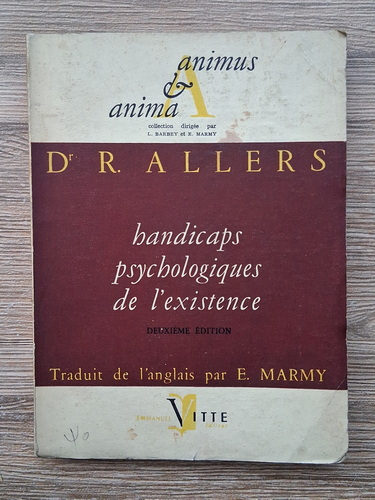 animus
&
anima
A
collection dirigée par
L. BARBEY et E. MARMY
Dr R. ALLERS
handicaps
psychologiques
de l'existence
DEUXIÈME ÉDITION
Traduit de l'anglais par E. MARMY
EMMANUEL VITTE